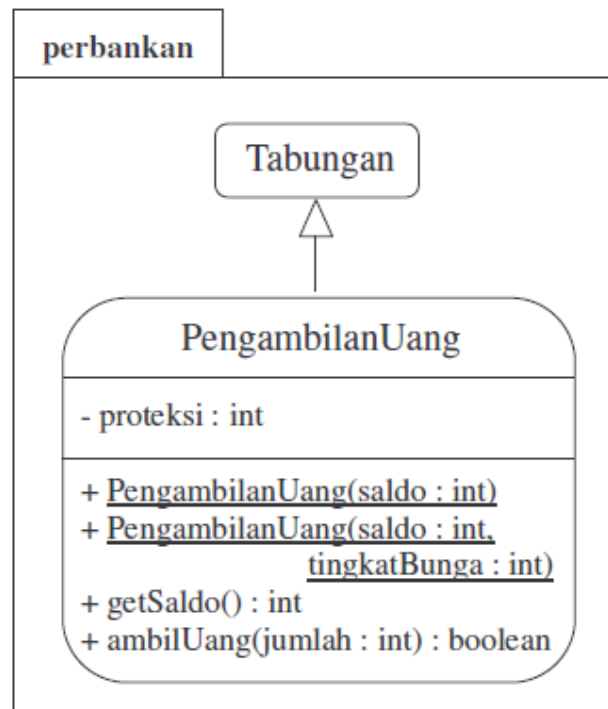 perbankan
Tabungan
PengambilanUang
- proteksi : int
+ PengambilanUang(saldo : int)
+ PengambilanUang(saldo : int,
tingkatBunga : int)
+ getSaldo() : int
+ ambilUang(jumlah : int) : boolean